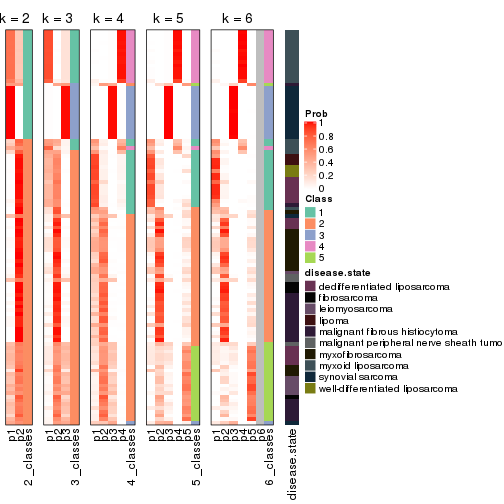 k = 2 k = 3 k = 4 k = 5 k = 6
Prob
1
0.8
0.6
0.4
0.2
0
Class
1
2
3
4
5
disease.state
dedifferentiated liposarcoma
fibrosarcoma
leiomyosarcoma
lipoma
malignant fibrous histiocytoma
malignant peripheral nerve sheath tumo
myxofibrosarcoma
myxoid liposarcoma
synovial sarcoma
well-differentiated liposarcoma
p1 p2 2_classes p1 p2 p3 3_classes p1 p2 p3 p4 4_classes p1 p2 p3 p4 p5 5_classes p1 p2 p3 p4 p5 p6 6_classes disease.state